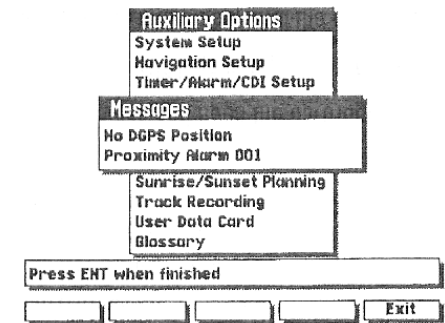 Auxiliary Options
System Setup
Navigation Setup
Timer/Alarm/CDI Setup
Messages
No DGPS Position
Proximity Alarm 001
Sunrise/Sunset Planning
Track Recording
User Data Card
Glossary
Press ENT when finished
Exit